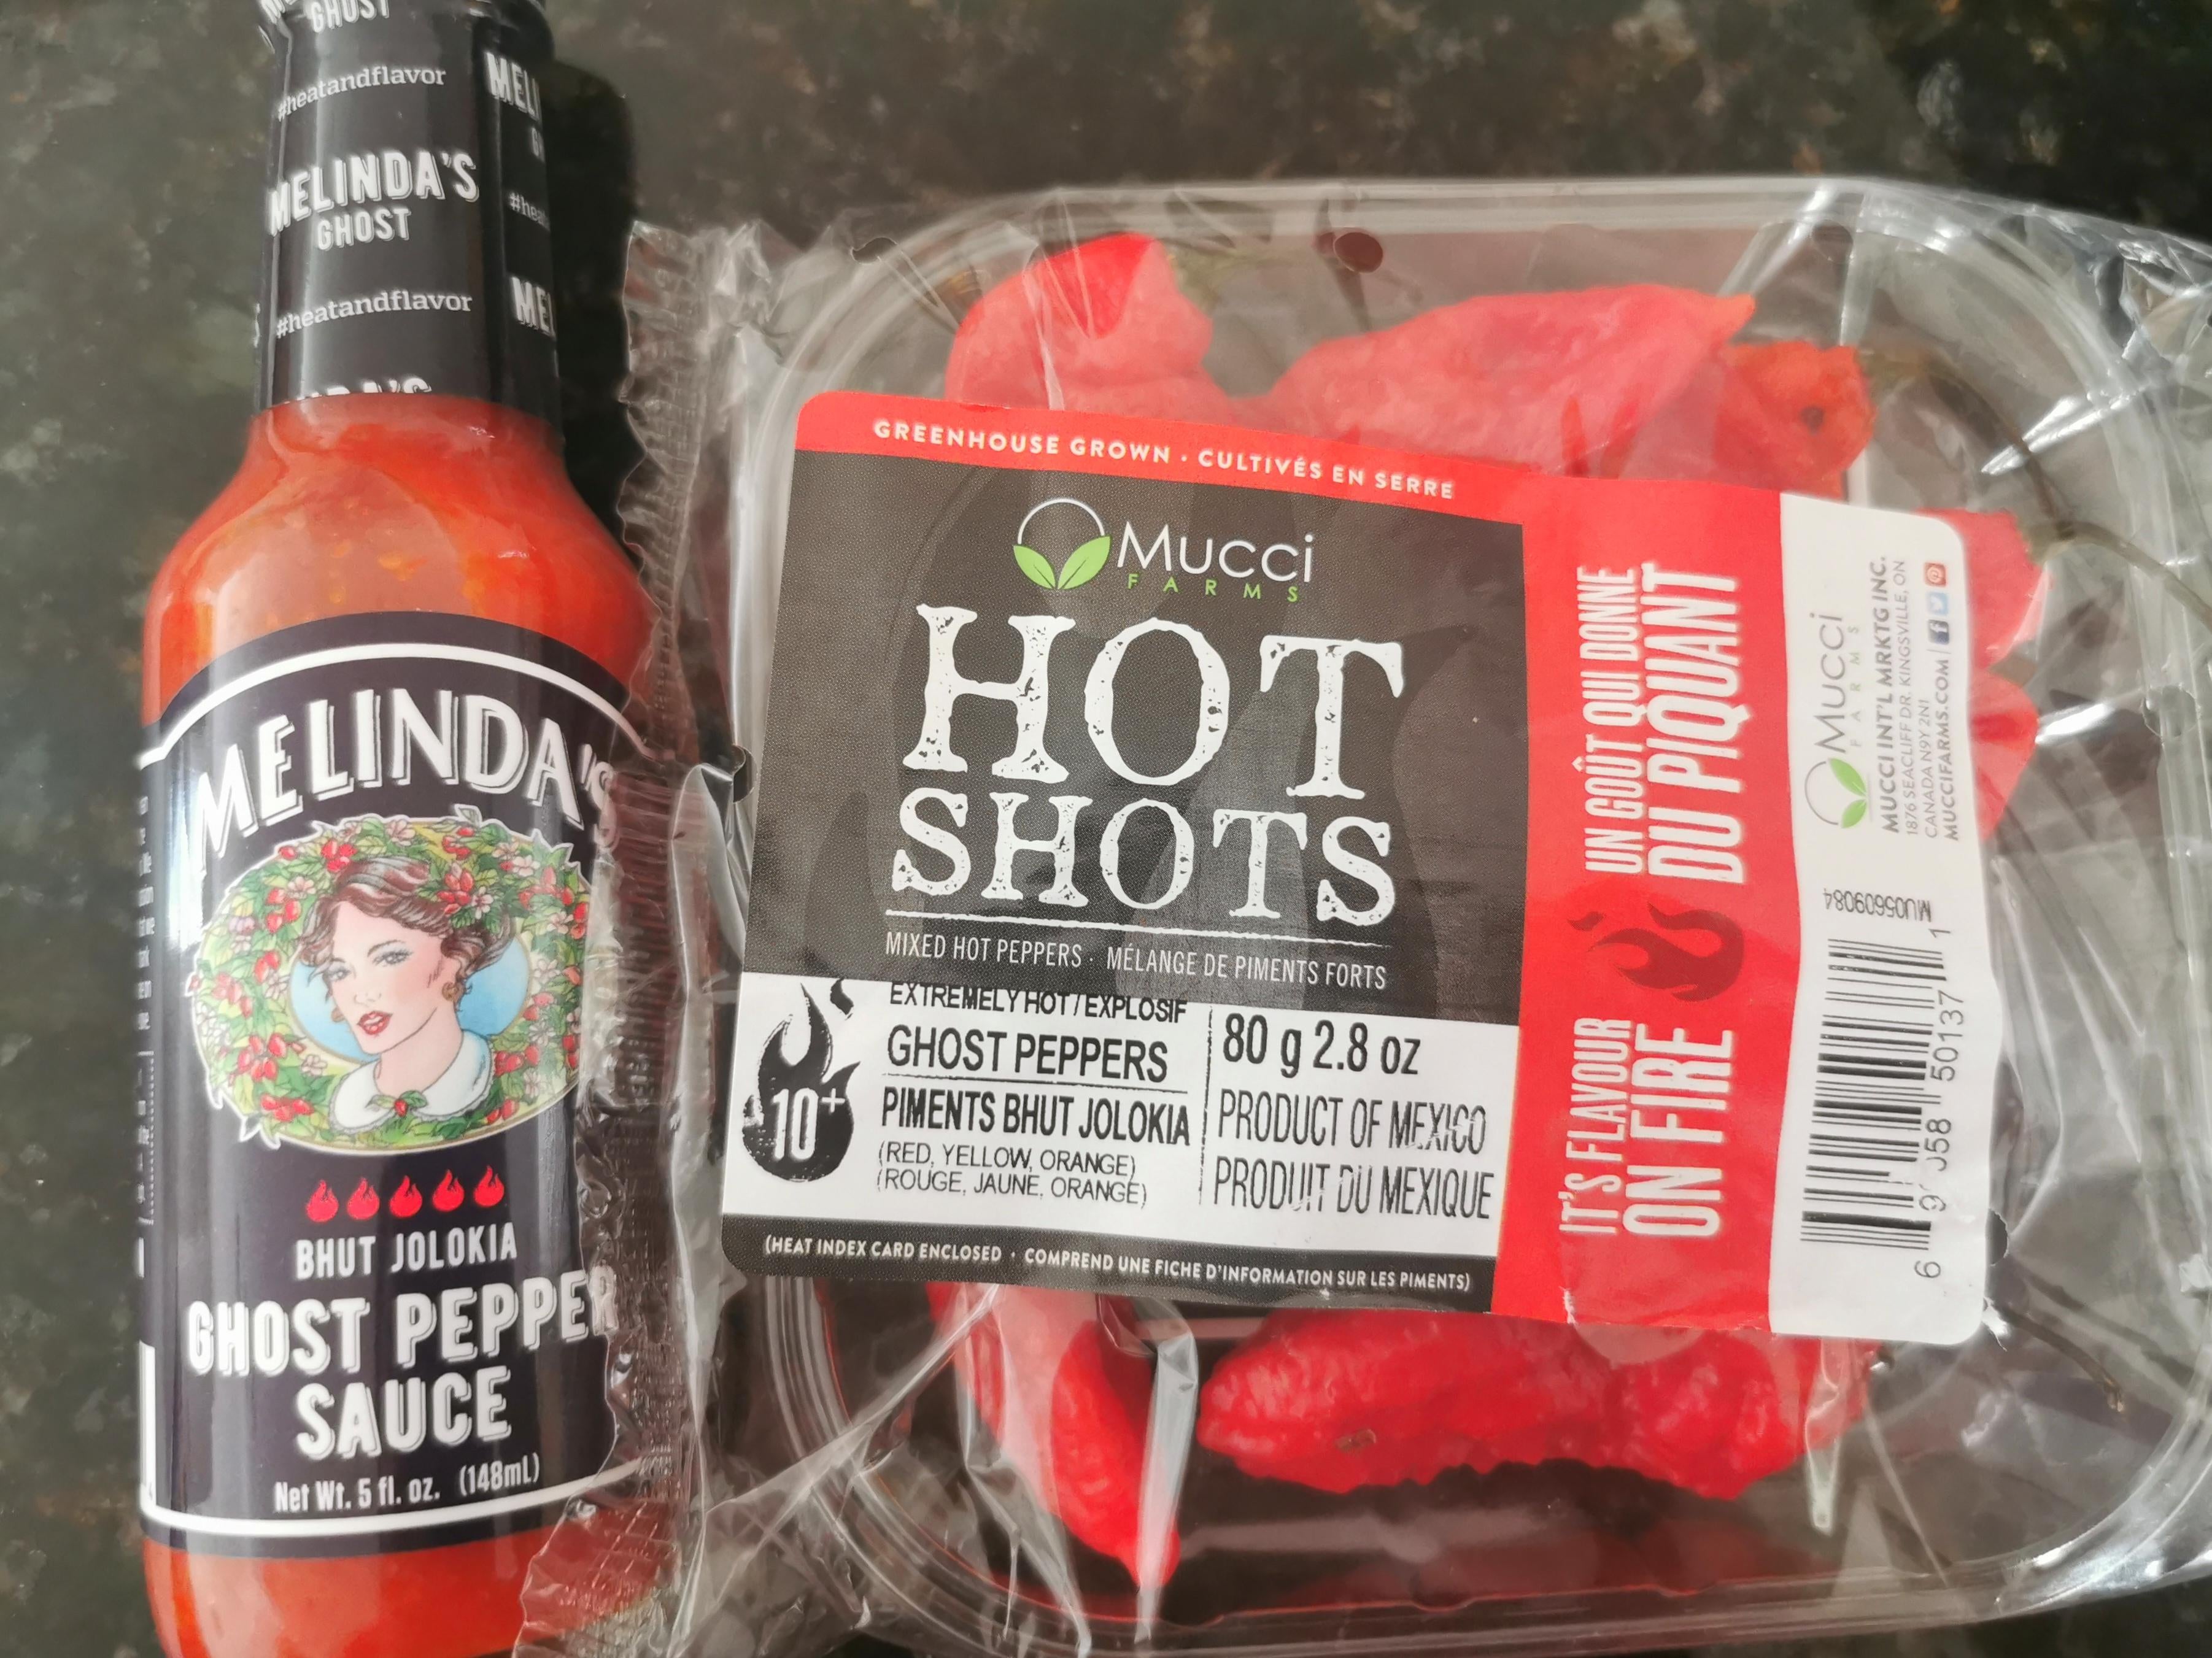 GHOST
#heatandflavor
MELINDA'S
GHOST
#heatandflavor
MELINDA'S
BHUT JOLOKIA
GHOST PEPPER
SAUCE
Net Wt. 5 fl. oz. (148mL)
GREENHOUSE GROWN · CULTIVÉS EN SERRE
Mucci
FARMS
HOT
SHOTS
MIXED HOT PEPPERS · MÉLANGE DE PIMENTS FORTS
EXTREMELY HOT / EXPLOSIF
GHOST PEPPERS
PIMENTS BHUT JOLOKIA
(RED, YELLOW, ORANGE)
(ROUGE, JAUNE, ORANGE)
10+
80 g 2.8 oz
PRODUCT OF MEXICO
PRODUIT DU MEXIQUE
(HEAT INDEX CARD ENCLOSED · COMPREND UNE FICHE D'INFORMATION SUR LES PIMENTS)
UN GOÛT QUI DONNE
DU PIQUANT
IT'S FLAVOUR
ON FIRE
Mucci
FARMS
MUCCI INT'L MRKTG INC.
1876 SEACLIFF DR. KINGSVILLE, ON
CANADA N9Y 2N1
MUCCIFARMS.COM
MU05609084
50137 1